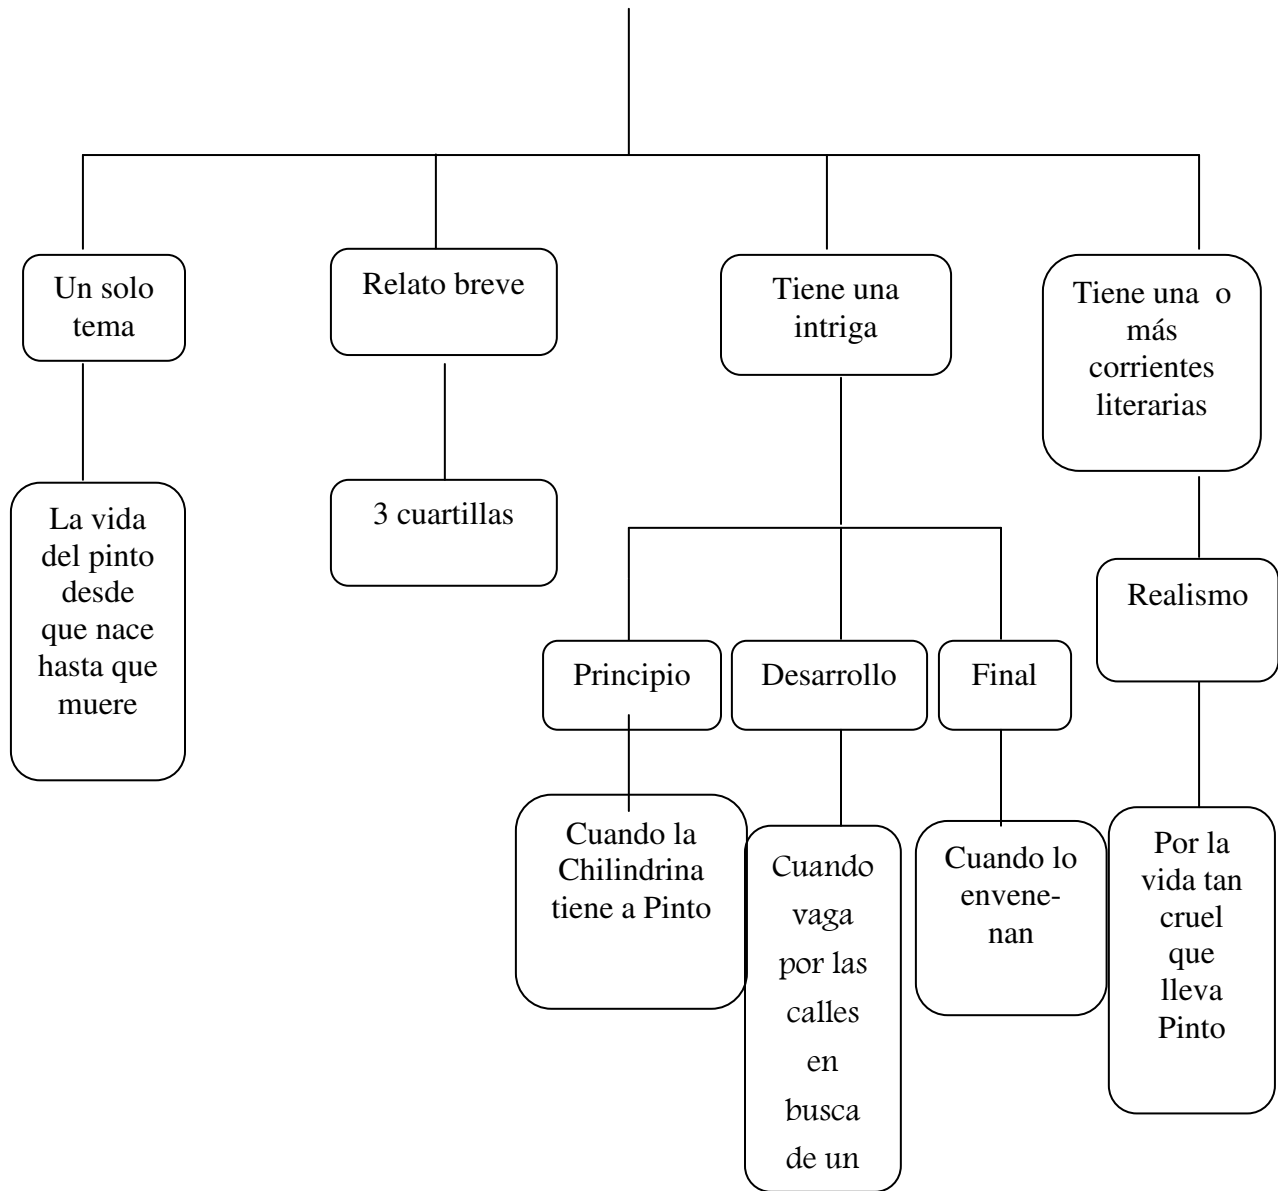 Un solo
tema
Relato breve
Tiene una
intriga
Tiene una o
más
corrientes
literarias
La vida
del pinto
desde
que nace
hasta que
muere
3 cuartillas
Realismo
Principio
Desarrollo
Final
Cuando la
Chilindrina
tiene a Pinto
Cuando
vaga
por las
calles
en
busca
de un
Cuando lo
envene-
nan
Por la
vida tan
cruel
que
lleva
Pinto